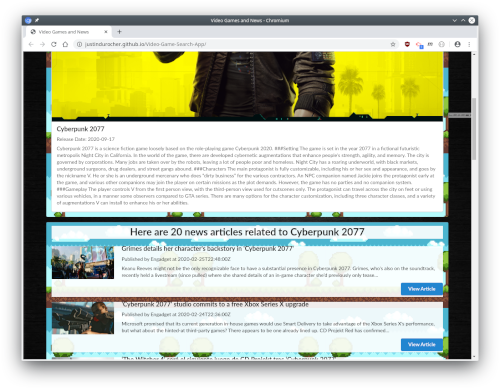 Video Games and News - Chromium
Video Games and News
justindurscher.github.io/Video-Game-Search-App/
Cyberpunk 2077
Release Date: 2020-09-17
Cyberpunk 2077 is a science fiction game loosely based on the role-playing game Cyberpunk 2020. ###Setting The game is set in the year 2077 in a fictional futuristic
metropolis Night City in California. In the world of the game, there are developed cybernetic augmentations that enhance people's strength, agility, and memory. The city is
governed by corporations. Many jobs are taken over by the robots, leaving a lot of people poor and homeless. Night City has a roaring underworld, with black markets,
underground surgeons, drug dealers, and street gangs abound. ###Characters The main protagonist is fully customizable, including his or her sex and appearance, and goes by
the nickname V. He or she is an underground mercenary who does "dirty business" for the various contractors. An NPC companion named Jackie joins the protagonist early at
the game, and various other companions may join the player on certain missions as the plot demands. However, the game has no parties and no companion system.
###Gameplay The player controls V from the first person view, with the third-person view used for cutscenes only. The protagonist can travel across the city on feet or using
various vehicles, in a manner some observers compared to GTA series. There are many options for the character customization, including three character classes, and a variety
of augmentations V can install to enhance his or her abilities.
Here are 20 news articles related to Cyberpunk 2077
Grimes details her character's backstory in 'Cyberpunk 2077'
Published by Engadget at 2020-02-25T22:48:00Z
Keanu Reeves might not be the only recognizable face to have a substantial presence in Cyberpunk 2077. Grimes, who's also on the soundtrack,
recently held a livestream (since pulled) where she shared details of an in-game character she'd previously only tease...
View Article
'Cyberpunk 2077' studio commits to a free Xbox Series X upgrade
Published by Engadget at 2020-02-24T22:36:00Z
Microsoft promised that its current-generation in-house games would use Smart Delivery to take advantage of the Xbox Series X's performance,
but what about the hinted at third-party games? There appears to be one already lined up. CD Projekt Red has confirmed...
View Article